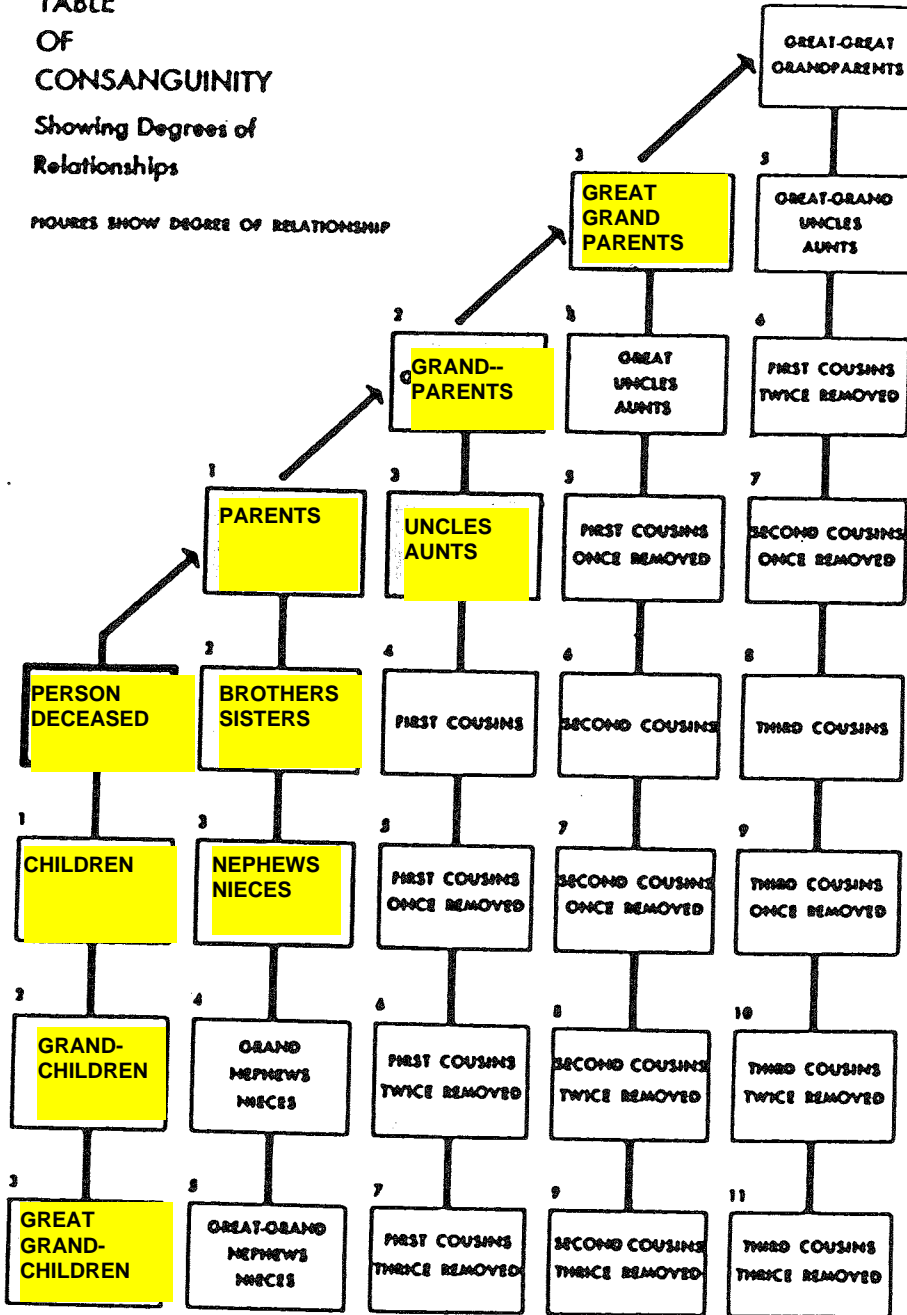 TABLE
OF
CONSANGUINITY
Showing Degrees of
Relationships
FIGURES SHOW DEGREE OF RELATIONSHIP
GREAT-GREAT
GRANDPARENTS
3
GREAT
GRAND
PARENTS
5
GREAT-GRAND
UNCLES
AUNTS
2
GRAND--
PARENTS
4
GREAT
UNCLES
AUNTS
6
FIRST COUSINS
TWICE REMOVED
1
PARENTS
3
UNCLES
AUNTS
5
FIRST COUSINS
ONCE REMOVED
7
SECOND COUSINS
ONCE REMOVED
PERSON
DECEASED
2
BROTHERS
SISTERS
4
FIRST COUSINS
6
SECOND COUSINS
8
THIRD COUSINS
1
CHILDREN
3
NEPHEWS
NIECES
5
FIRST COUSINS
ONCE REMOVED
7
SECOND COUSINS
ONCE REMOVED
9
THIRD COUSINS
ONCE REMOVED
2
GRAND-
CHILDREN
4
GRAND
NEPHEWS
NIECES
6
FIRST COUSINS
TWICE REMOVED
8
SECOND COUSINS
TWICE REMOVED
10
THIRD COUSINS
TWICE REMOVED
3
GREAT
GRAND-
CHILDREN
5
GREAT-GRAND
NEPHEWS
NIECES
7
FIRST COUSINS
THRICE REMOVED
9
SECOND COUSINS
THRICE REMOVED
11
THIRD COUSINS
THRICE REMOVED